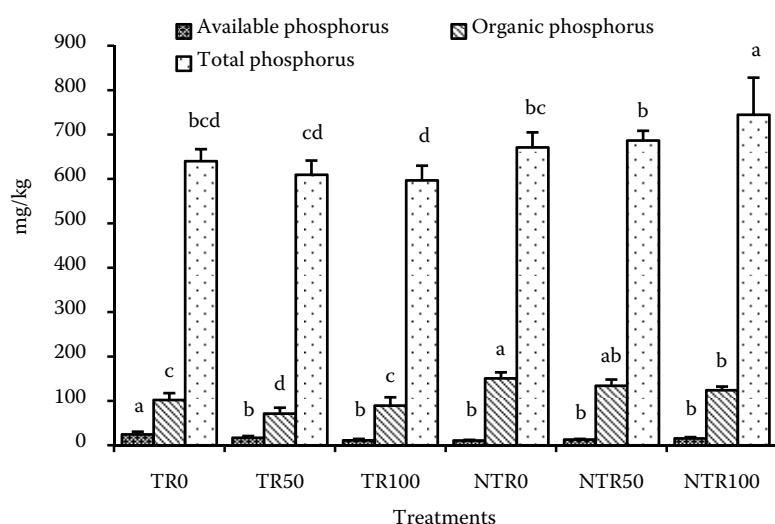 Available phosphorus
Organic phosphorus
Total phosphorus
mg/kg
900
800
700
600
500
400
300
200
100
0
a
c
bcd
b
d
cd
b
c
d
b
a
bc
b
ab
b
b
b
a
TR0
TR50
TR100
NTR0
NTR50
NTR100
Treatments